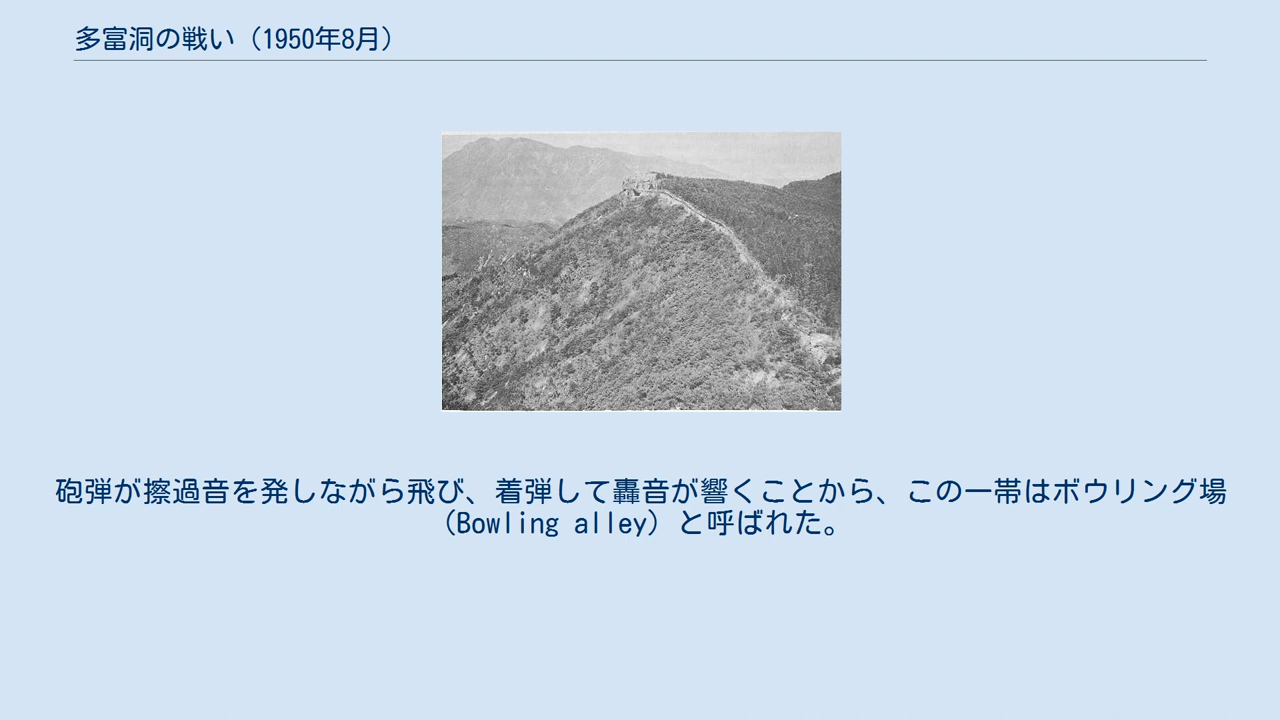 多富洞の戦い（1950年8月）
砲弾が擦過音を発しながら飛び、着弾して轟音が響くことから、この一帯はボウリング場
（Bowling alley）と呼ばれた。